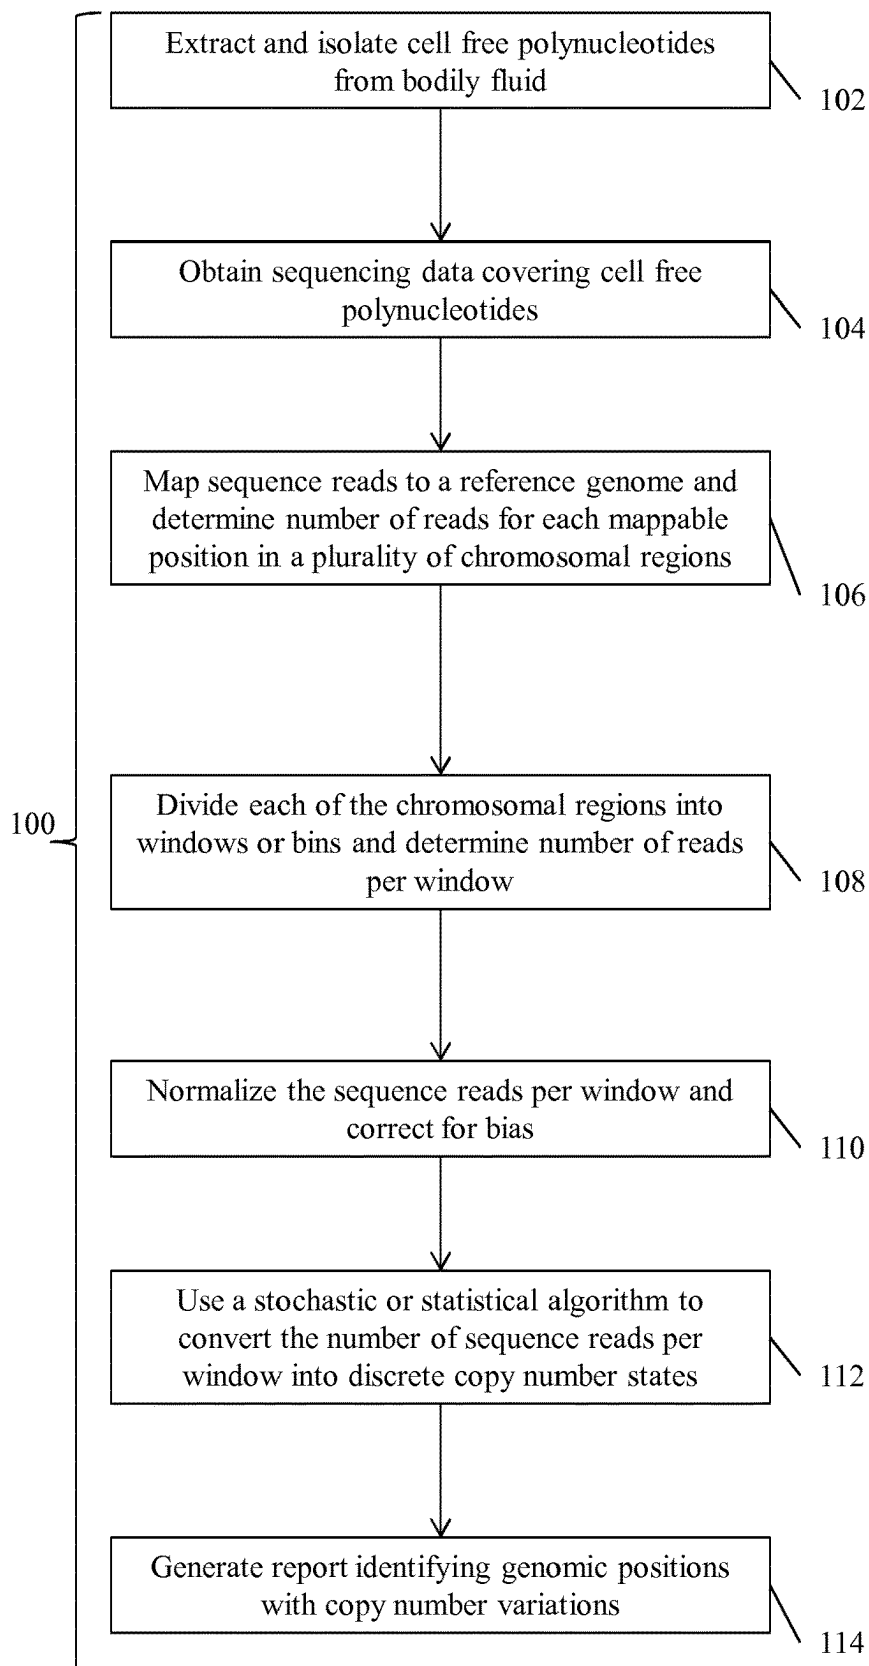 Extract and isolate cell free polynucleotides
from bodily fluid
102
Obtain sequencing data covering cell free
polynucleotides
104
Map sequence reads to a reference genome and
determine number of reads for each mappable
position in a plurality of chromosomal regions
106
Divide each of the chromosomal regions into
windows or bins and determine number of reads
per window
100
108
Normalize the sequence reads per window and
correct for bias
110
Use a stochastic or statistical algorithm to
convert the number of sequence reads per
window into discrete copy number states
112
Generate report identifying genomic positions
with copy number variations
114